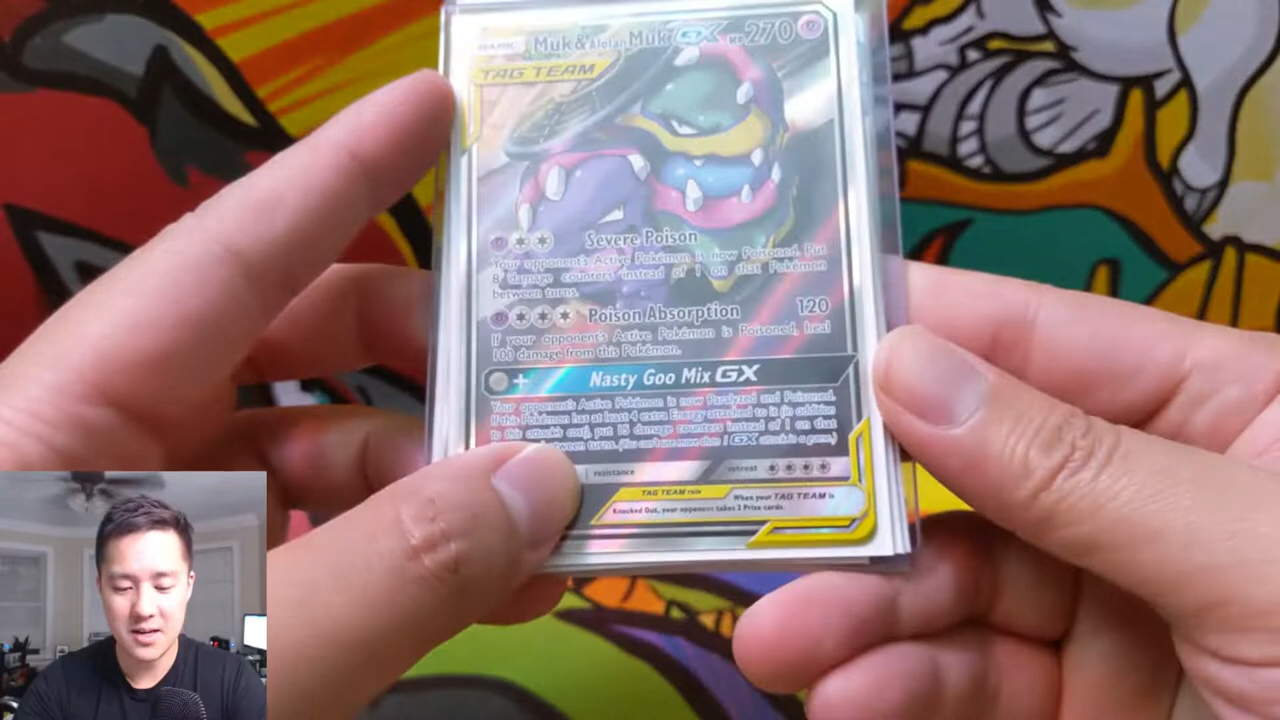 BASIC Muk & Alolan Muk GX HP 270
TAG TEAM
Severe Poison
Your opponent's Active Pokémon is now Poisoned. Put
8 damage counters instead of 1 on that Pokémon
between turns.
Poison Absorption 120
If your opponent's Active Pokémon is Poisoned, heal
100 damage from this Pokémon.
+ Nasty Goo Mix GX
Your opponent's Active Pokémon is now Paralyzed and Poisoned.
If this Pokémon has at least 4 extra Energy attached to it (in addition
to this attack's cost), put 15 damage counters instead of 1 on that
between turns. (You can't use more than 1 GX attack in a game.)
resistance retreat
TAG TEAM rule When your TAG TEAM is
Knocked Out, your opponent takes 3 Prize cards.